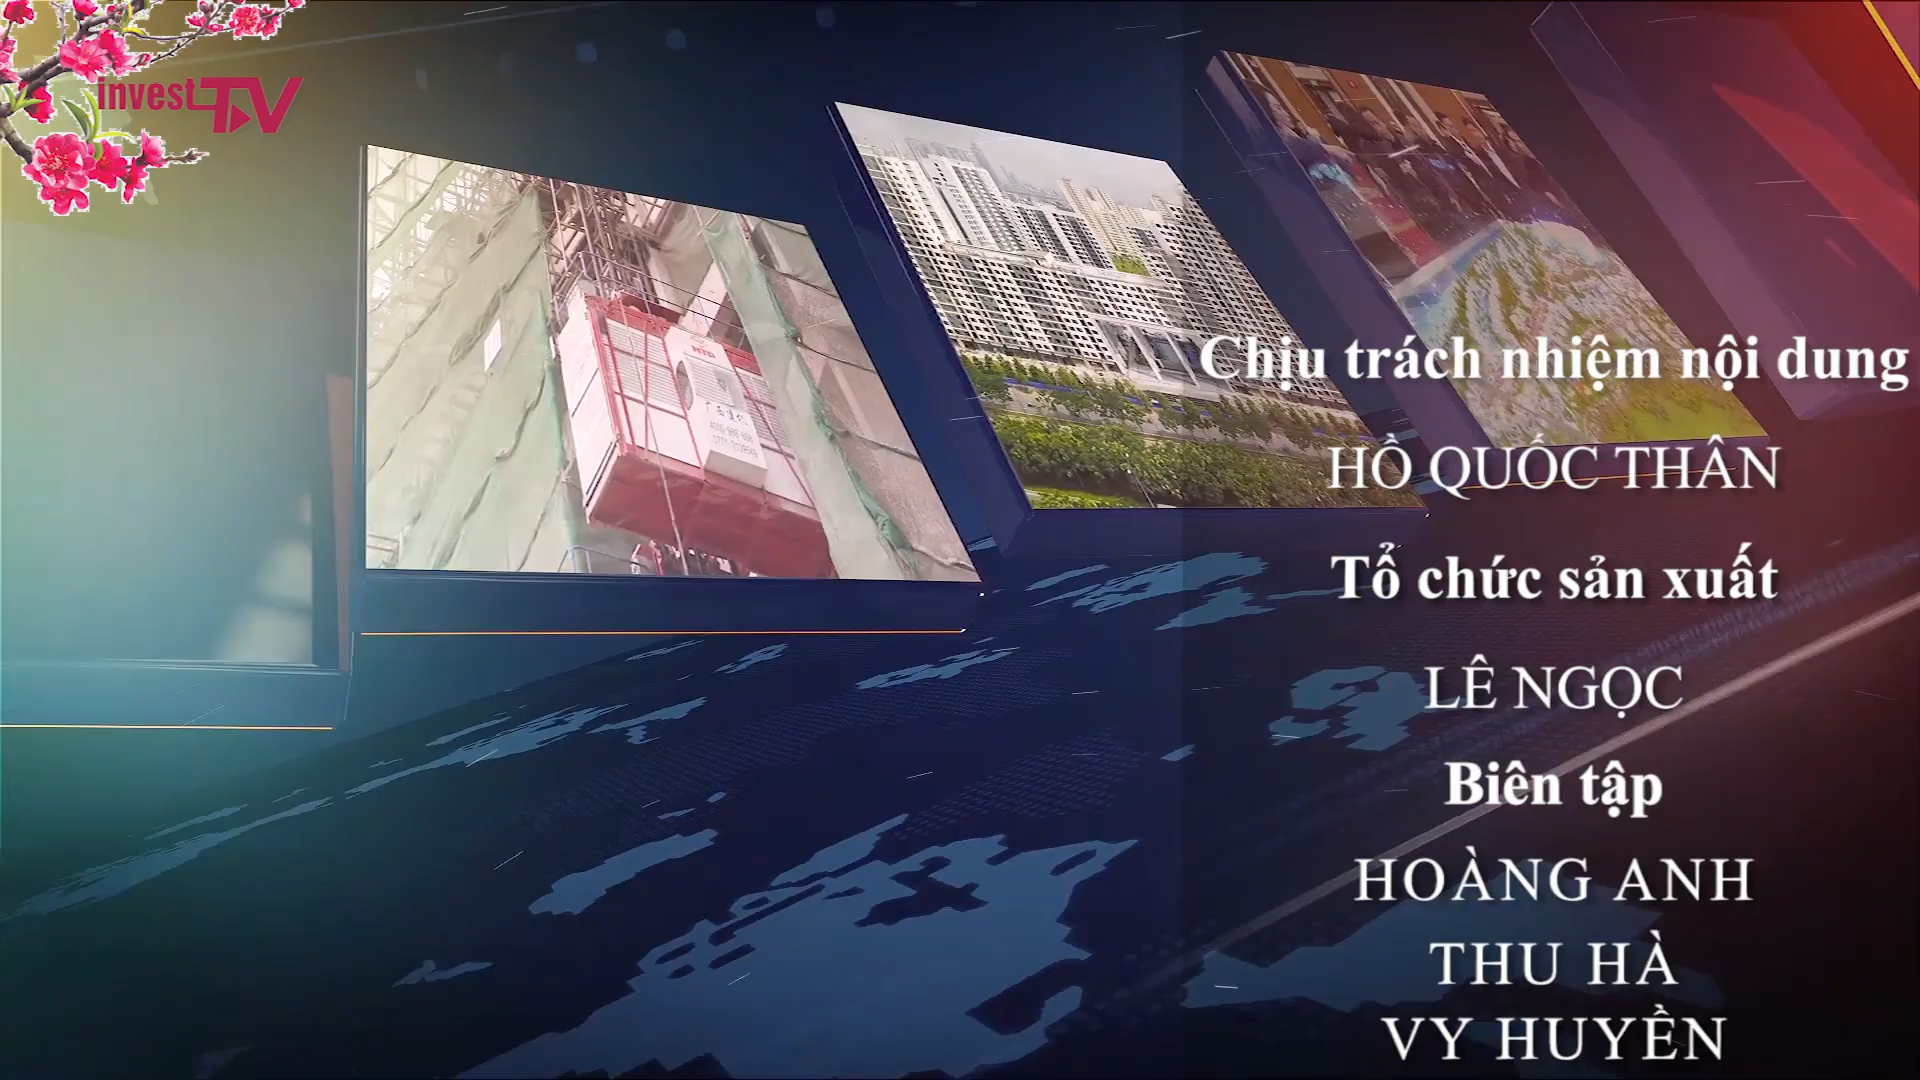 investTV
Chịu trách nhiệm nội dung
HỒ QUỐC THÂN
Tổ chức sản xuất
LÊ NGỌC
Biên tập
HOÀNG ANH
THU HÀ
VY HUYỀN